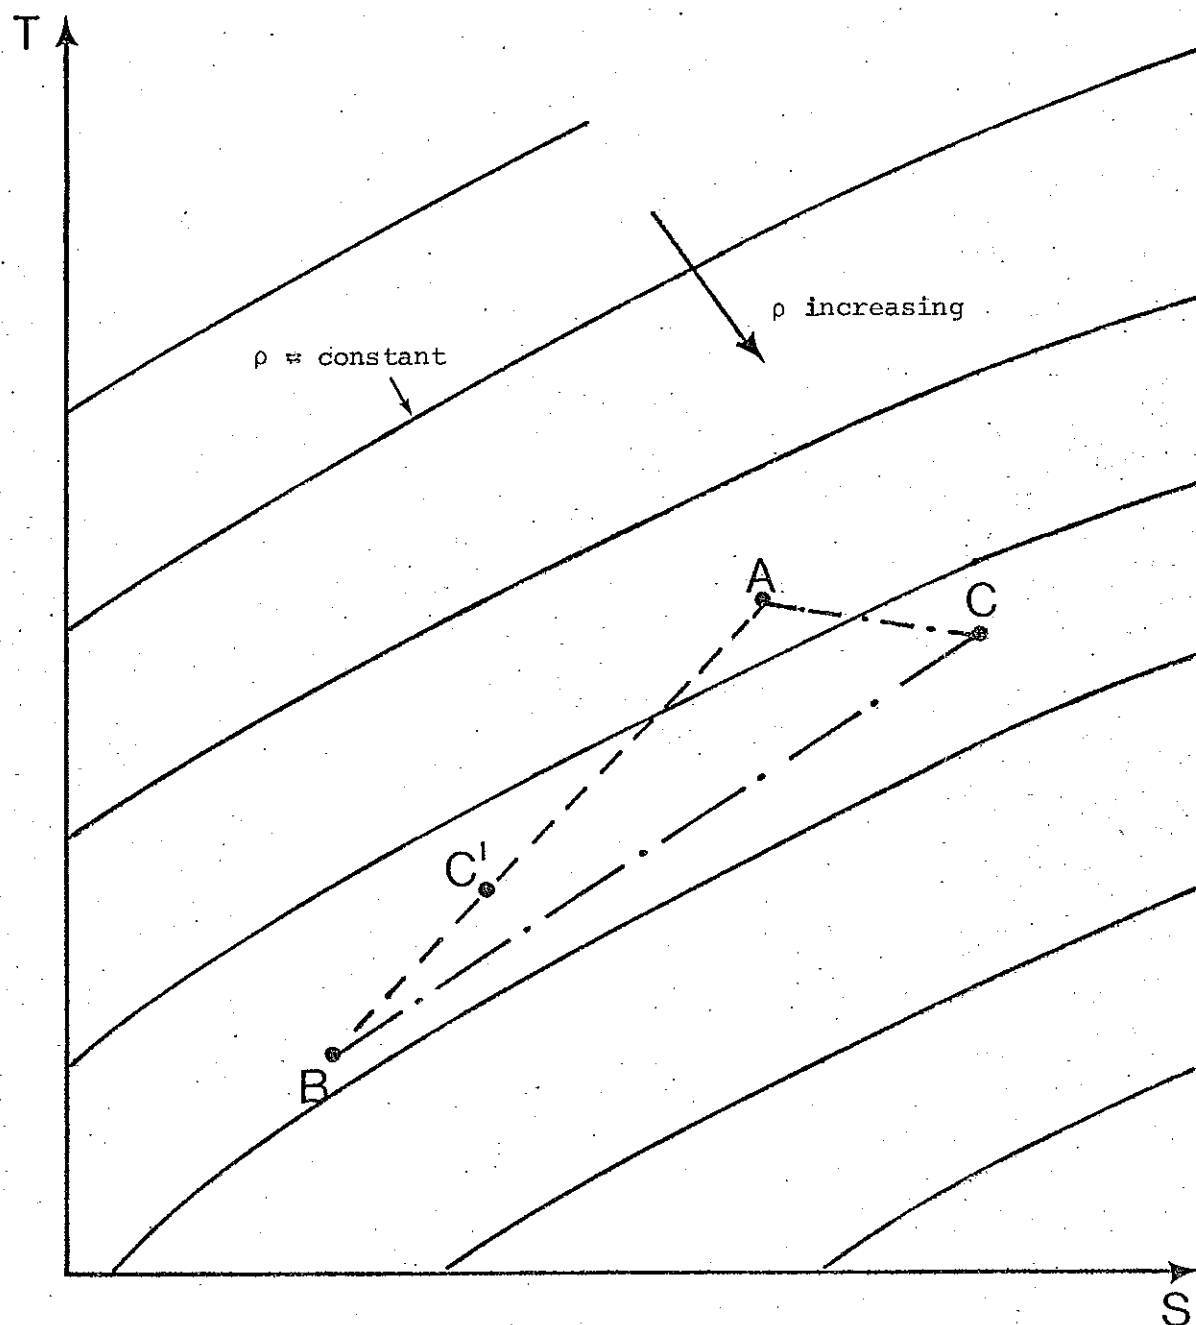 T
ρ increasing
ρ = constant
A
C
C'
B
S